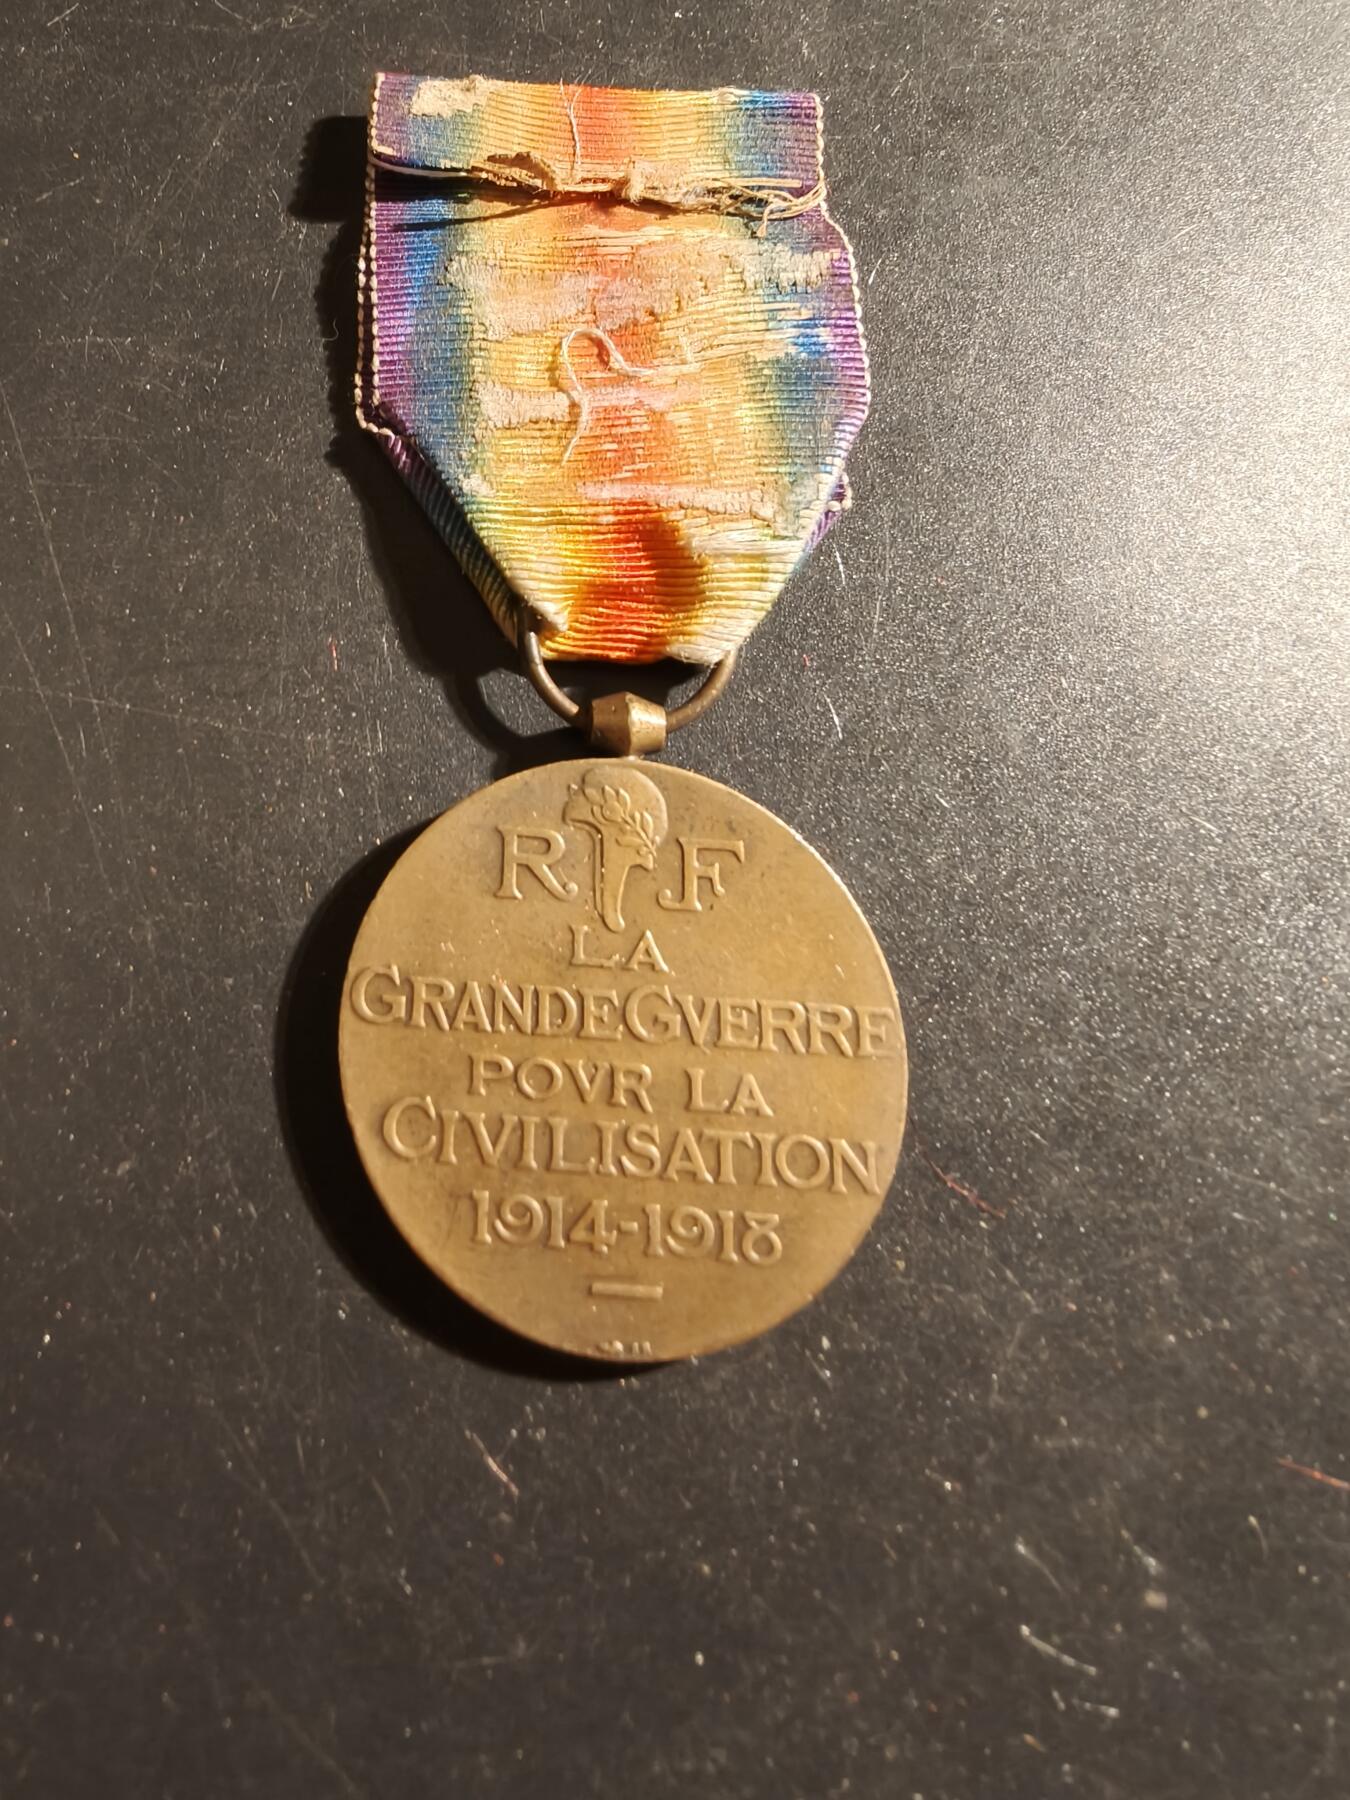 R F
LA
GRANDE GVERRE
POVR LA
CIVILISATION
1914-1918